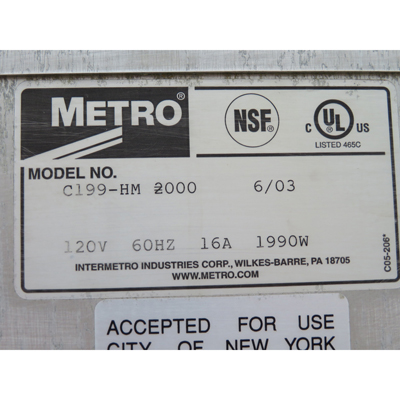 METRO®
NSF®
C UL® US
LISTED 465C
MODEL NO.
C199-HM 2000 6/03
120V 60HZ 16A 1990W
INTERMETRO INDUSTRIES CORP., WILKES-BARRE, PA 18705
WWW.METRO.COM
C05-206*
ACCEPTED FOR USE
CITY OF NEW YORK